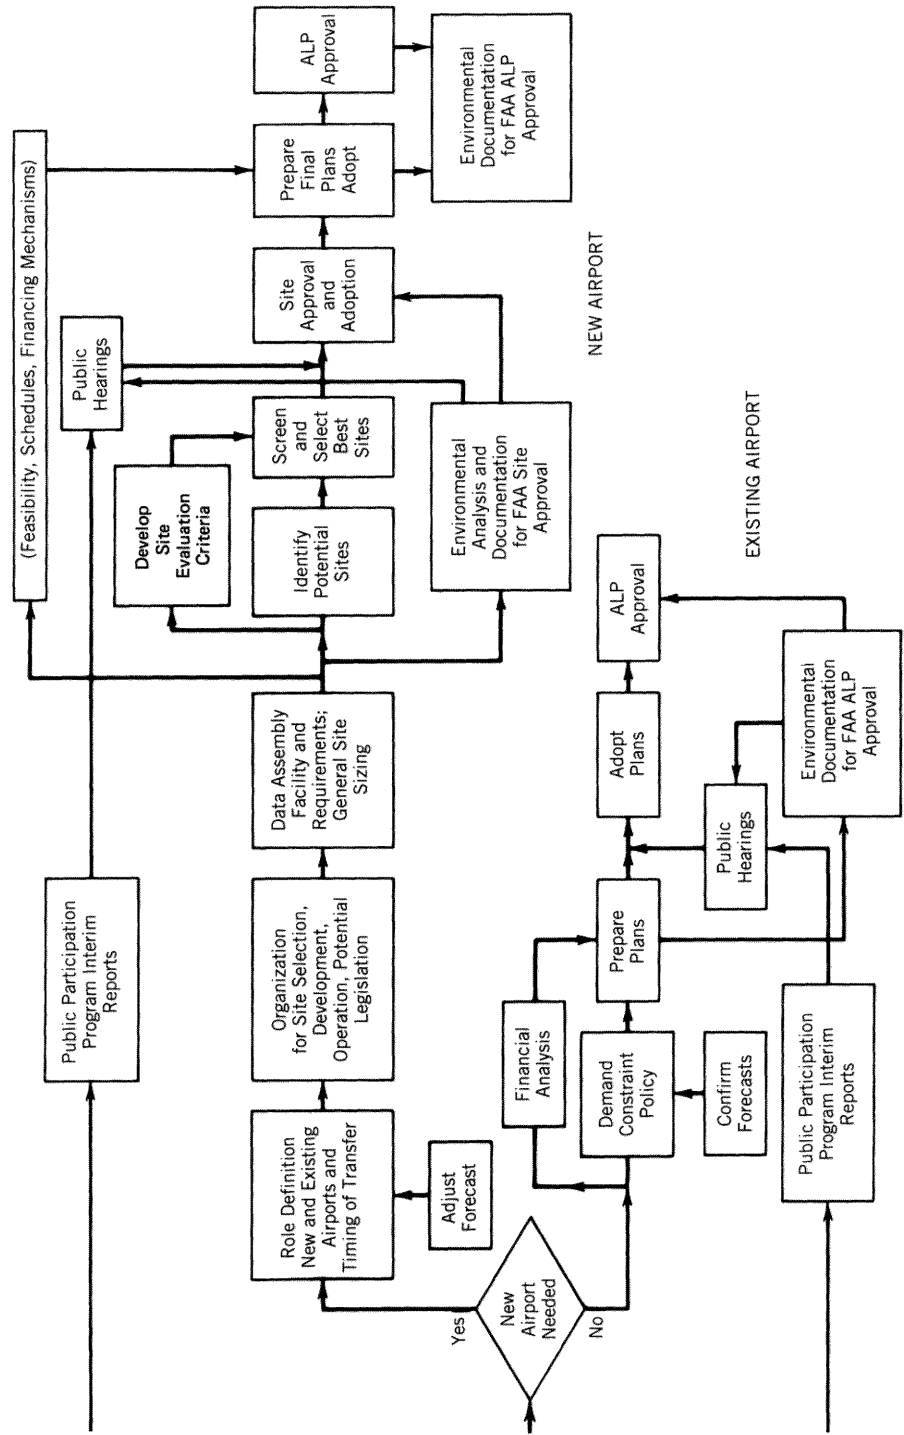 (Feasibility, Schedules, Financing Mechanisms)
Public Participation
Program Interim
Reports
Public
Hearings
Develop
Site
Evaluation
Criteria
Role Definition
New and Existing
Airports and
Timing of Transfer
Organization
for Site Selection,
Development,
Operation, Potential
Legislation
Data Assembly
Facility and
Requirements;
General Site
Sizing
Identify
Potential
Sites
Screen
and
Select
Best
Sites
Site
Approval
and
Adoption
Prepare
Final
Plans
Adopt
ALP
Approval
Adjust
Forecast
Environmental
Analysis and
Documentation
for FAA Site
Approval
Environmental
Documentation
for FAA ALP
Approval
Yes
New
Airport
Needed
No
NEW AIRPORT
Financial
Analysis
Demand
Constraint
Policy
Prepare
Plans
Adopt
Plans
ALP
Approval
Confirm
Forecasts
Public
Hearings
EXISTING AIRPORT
Public Participation
Program Interim
Reports
Environmental
Documentation
for FAA ALP
Approval